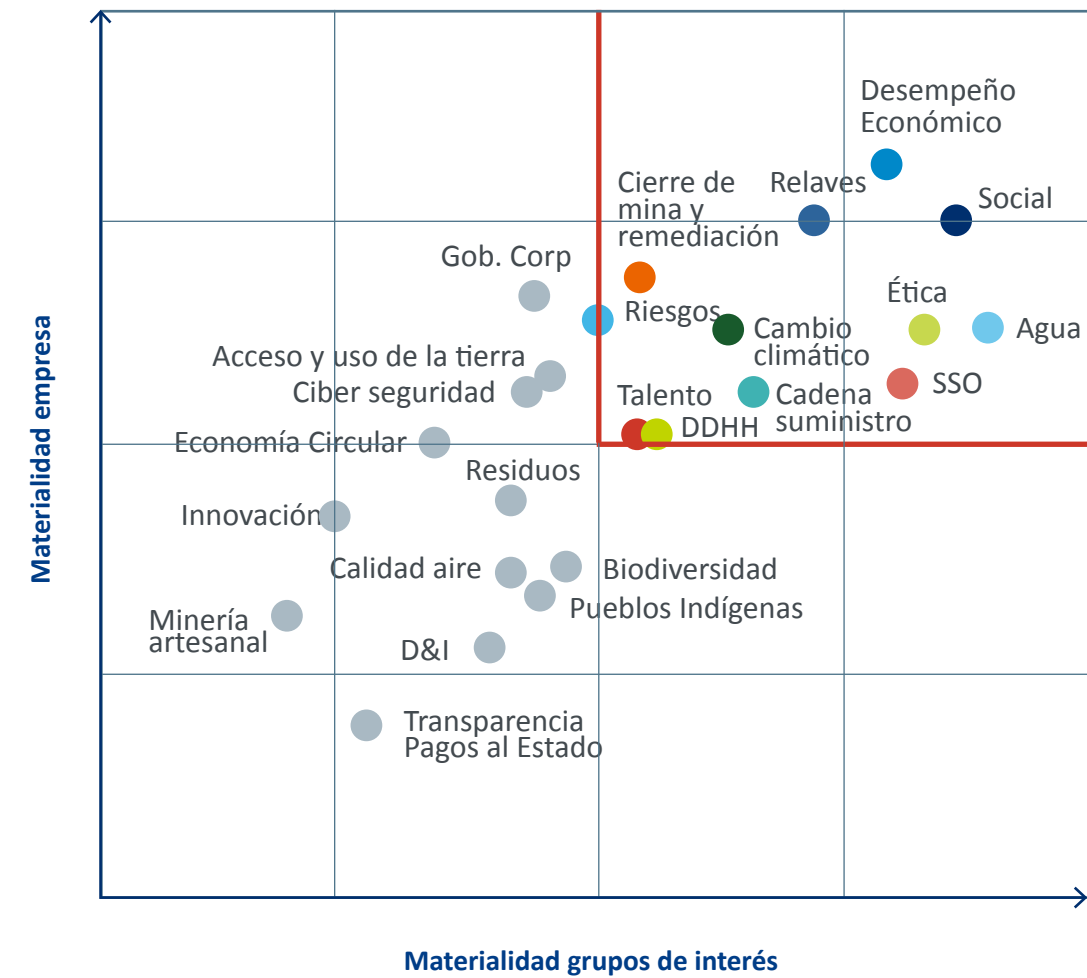 Desempeño
Económico
Cierre de
mina y
remediación
Relaves
Social
Gob. Corp
Riesgos
Ética
Cambio
climático
Agua
Acceso y uso de la tierra
Ciber seguridad
Talento
DDHH
Cadena
suministro
SSO
Economía Circular
Residuos
Innovación
Calidad aire
Biodiversidad
Pueblos Indígenas
Minería
artesanal
D&I
Transparencia
Pagos al Estado
Materialidad empresa
Materialidad grupos de interés